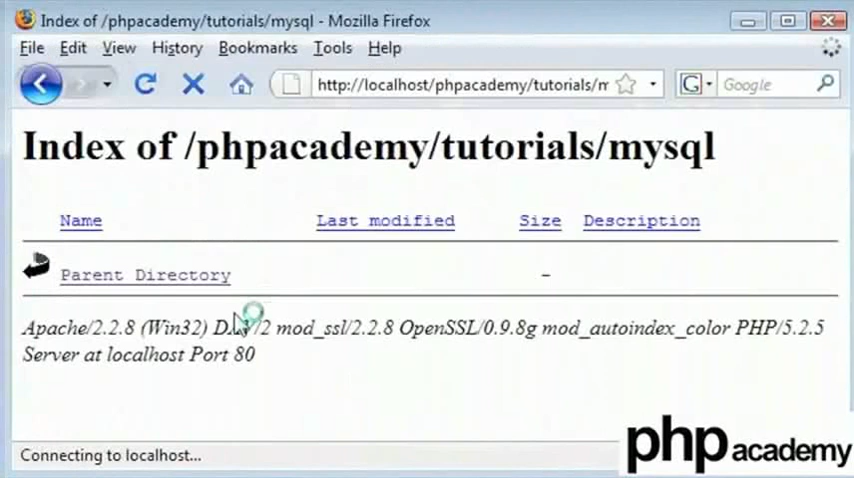 Index of /phpacademy/tutorials/mysql - Mozilla Firefox
File Edit View History Bookmarks Tools Help
http://localhost/phpacademy/tutorials/m G Google
Index of /phpacademy/tutorials/mysql
Name Last modified Size Description
Parent Directory -
Apache/2.2.8 (Win32) /2 mod_ssl/2.2.8 OpenSSL/0.9.8g mod_autoindex_color PHP/5.2.5
Server at localhost Port 80
Connecting to localhost...
php academy